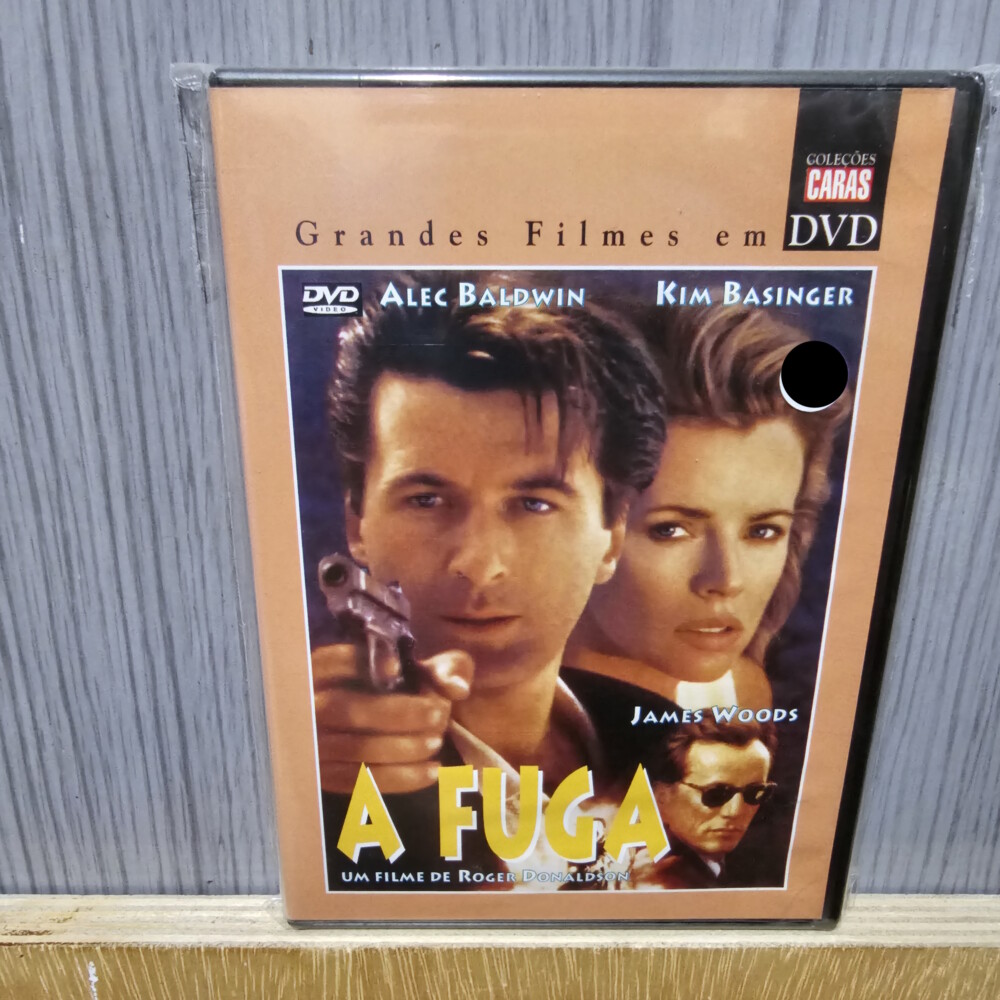 COLEÇÕES
CARAS
Grandes Filmes em DVD
DVD
VIDEO
ALEC BALDWIN
KIM BASINGER
JAMES WOODS
A FUGA
UM FILME DE ROGER DONALDSON